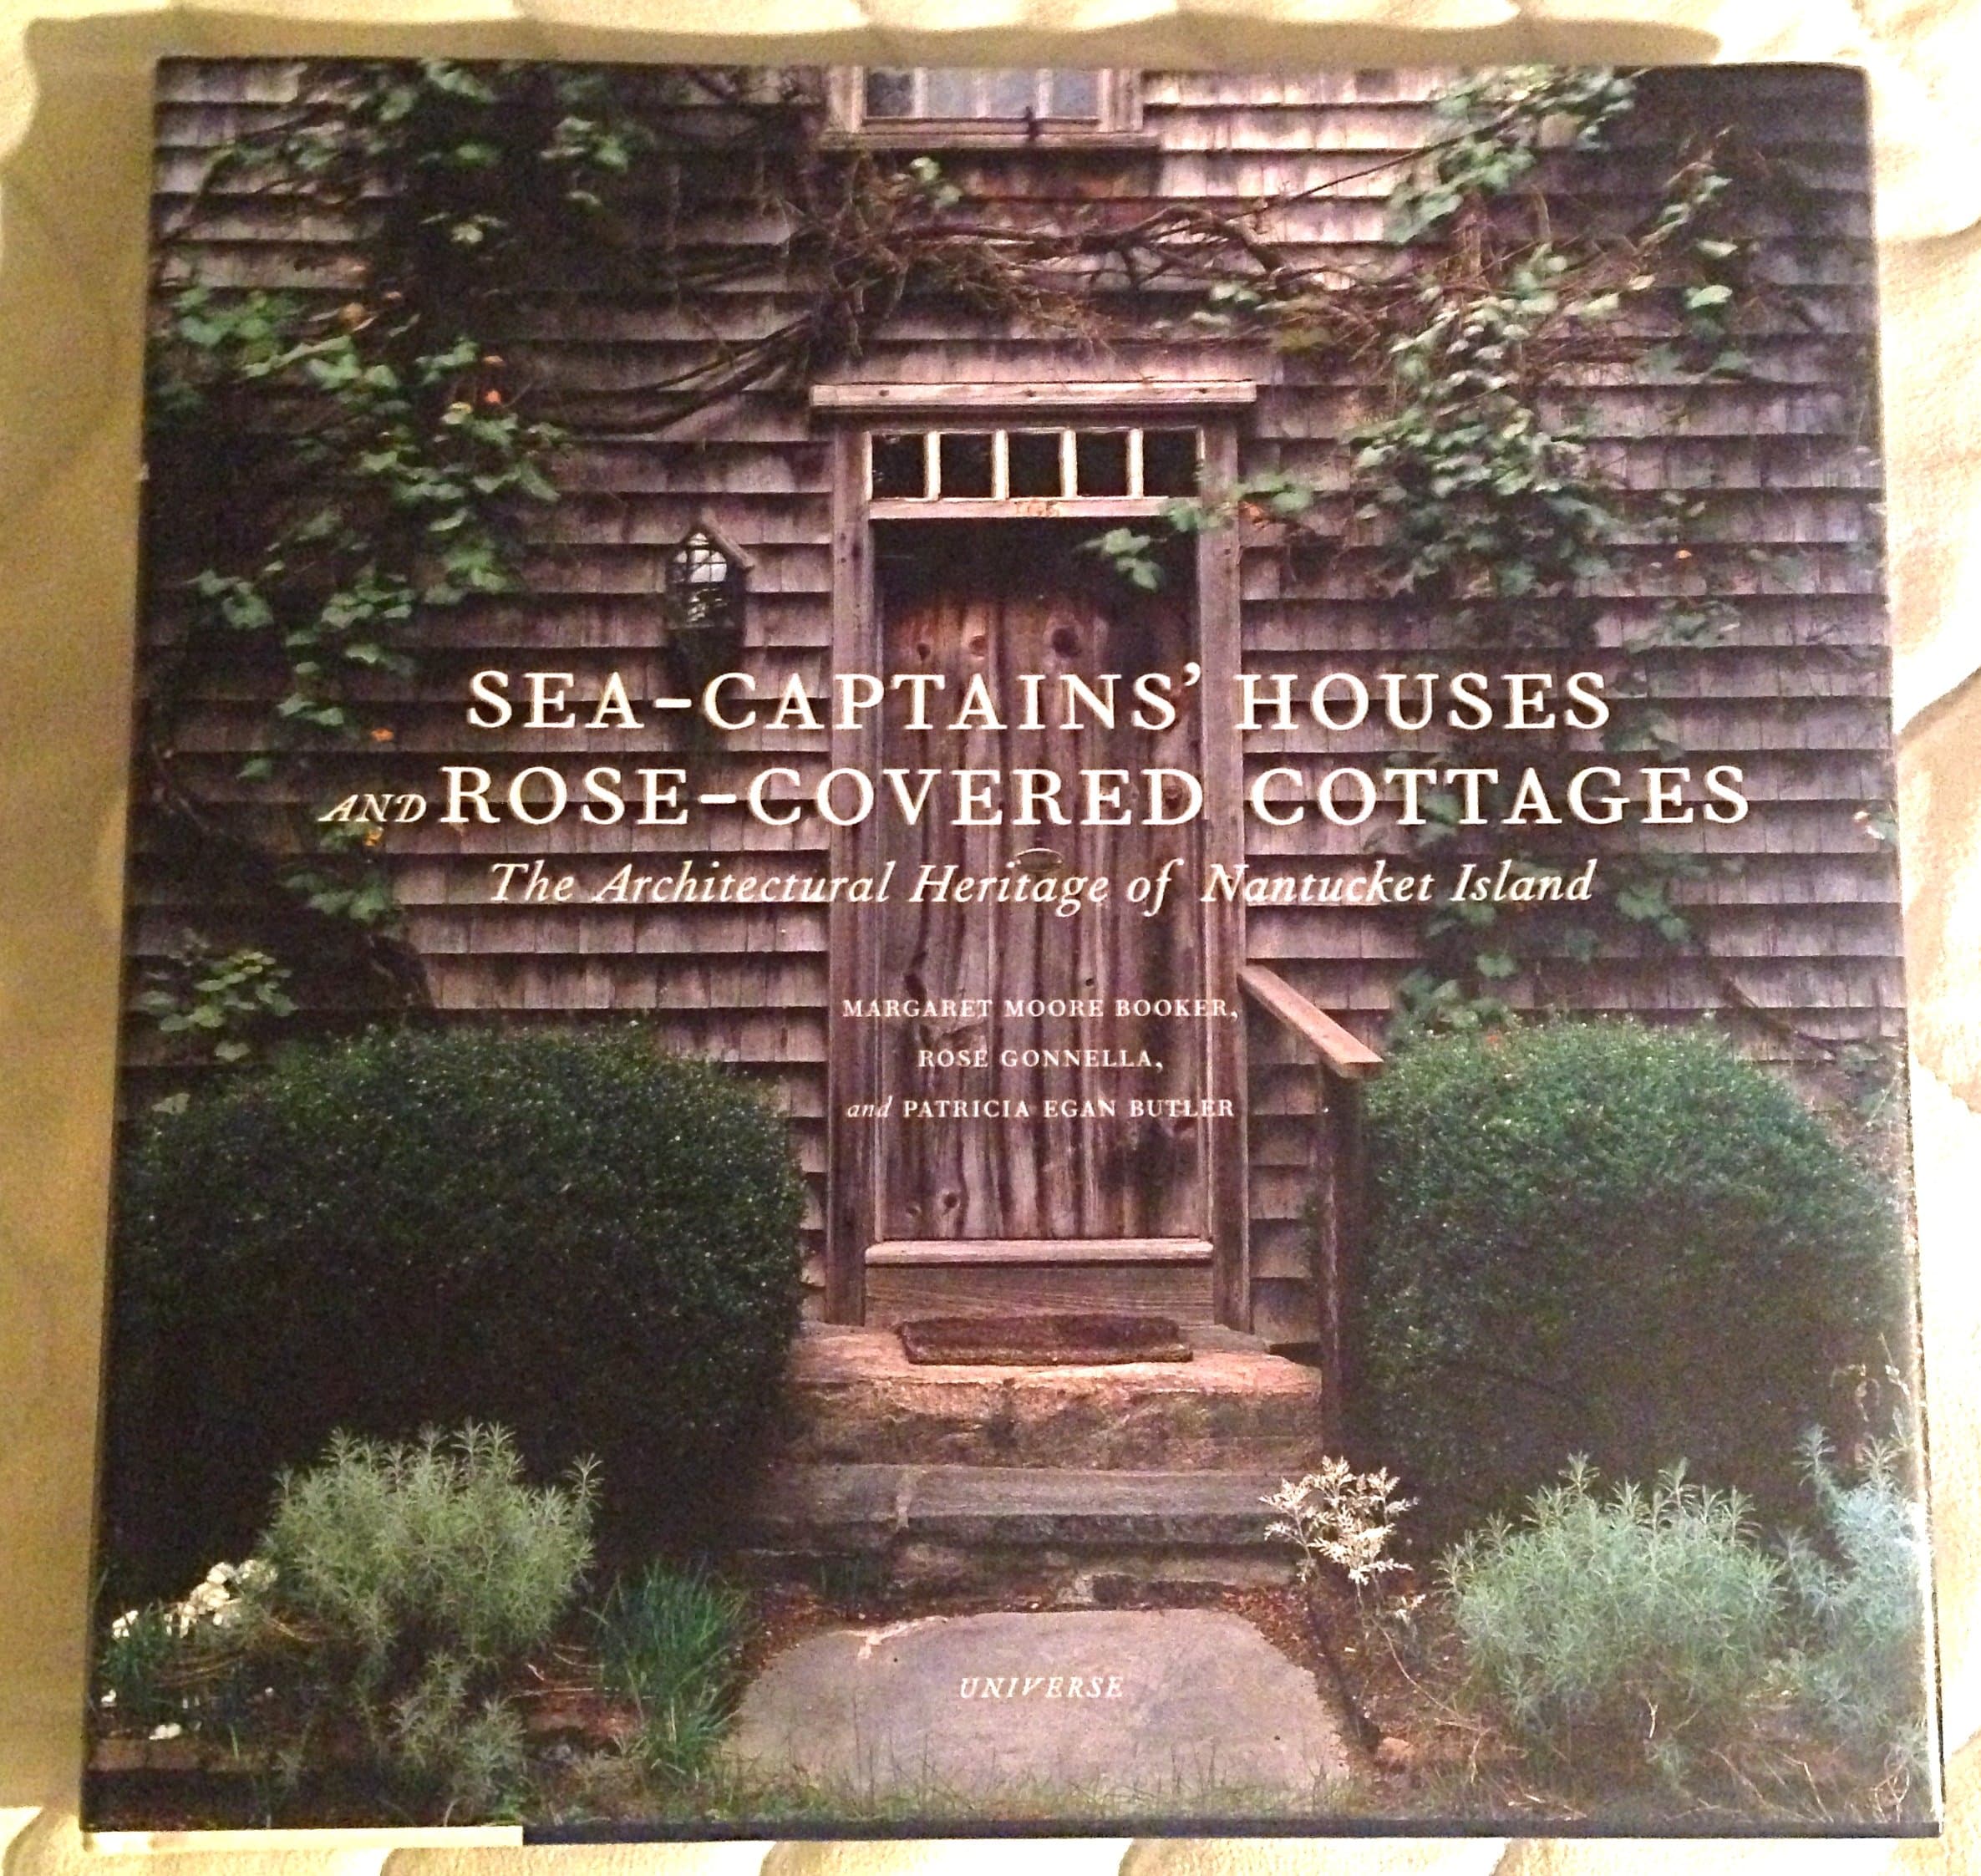 SEA-CAPTAINS' HOUSES
AND ROSE-COVERED COTTAGES
The Architectural Heritage of Nantucket Island
MARGARET MOORE BOOKER,
ROSE GONNELLA,
and PATRICIA EGAN BUTLER
UNIVERSE